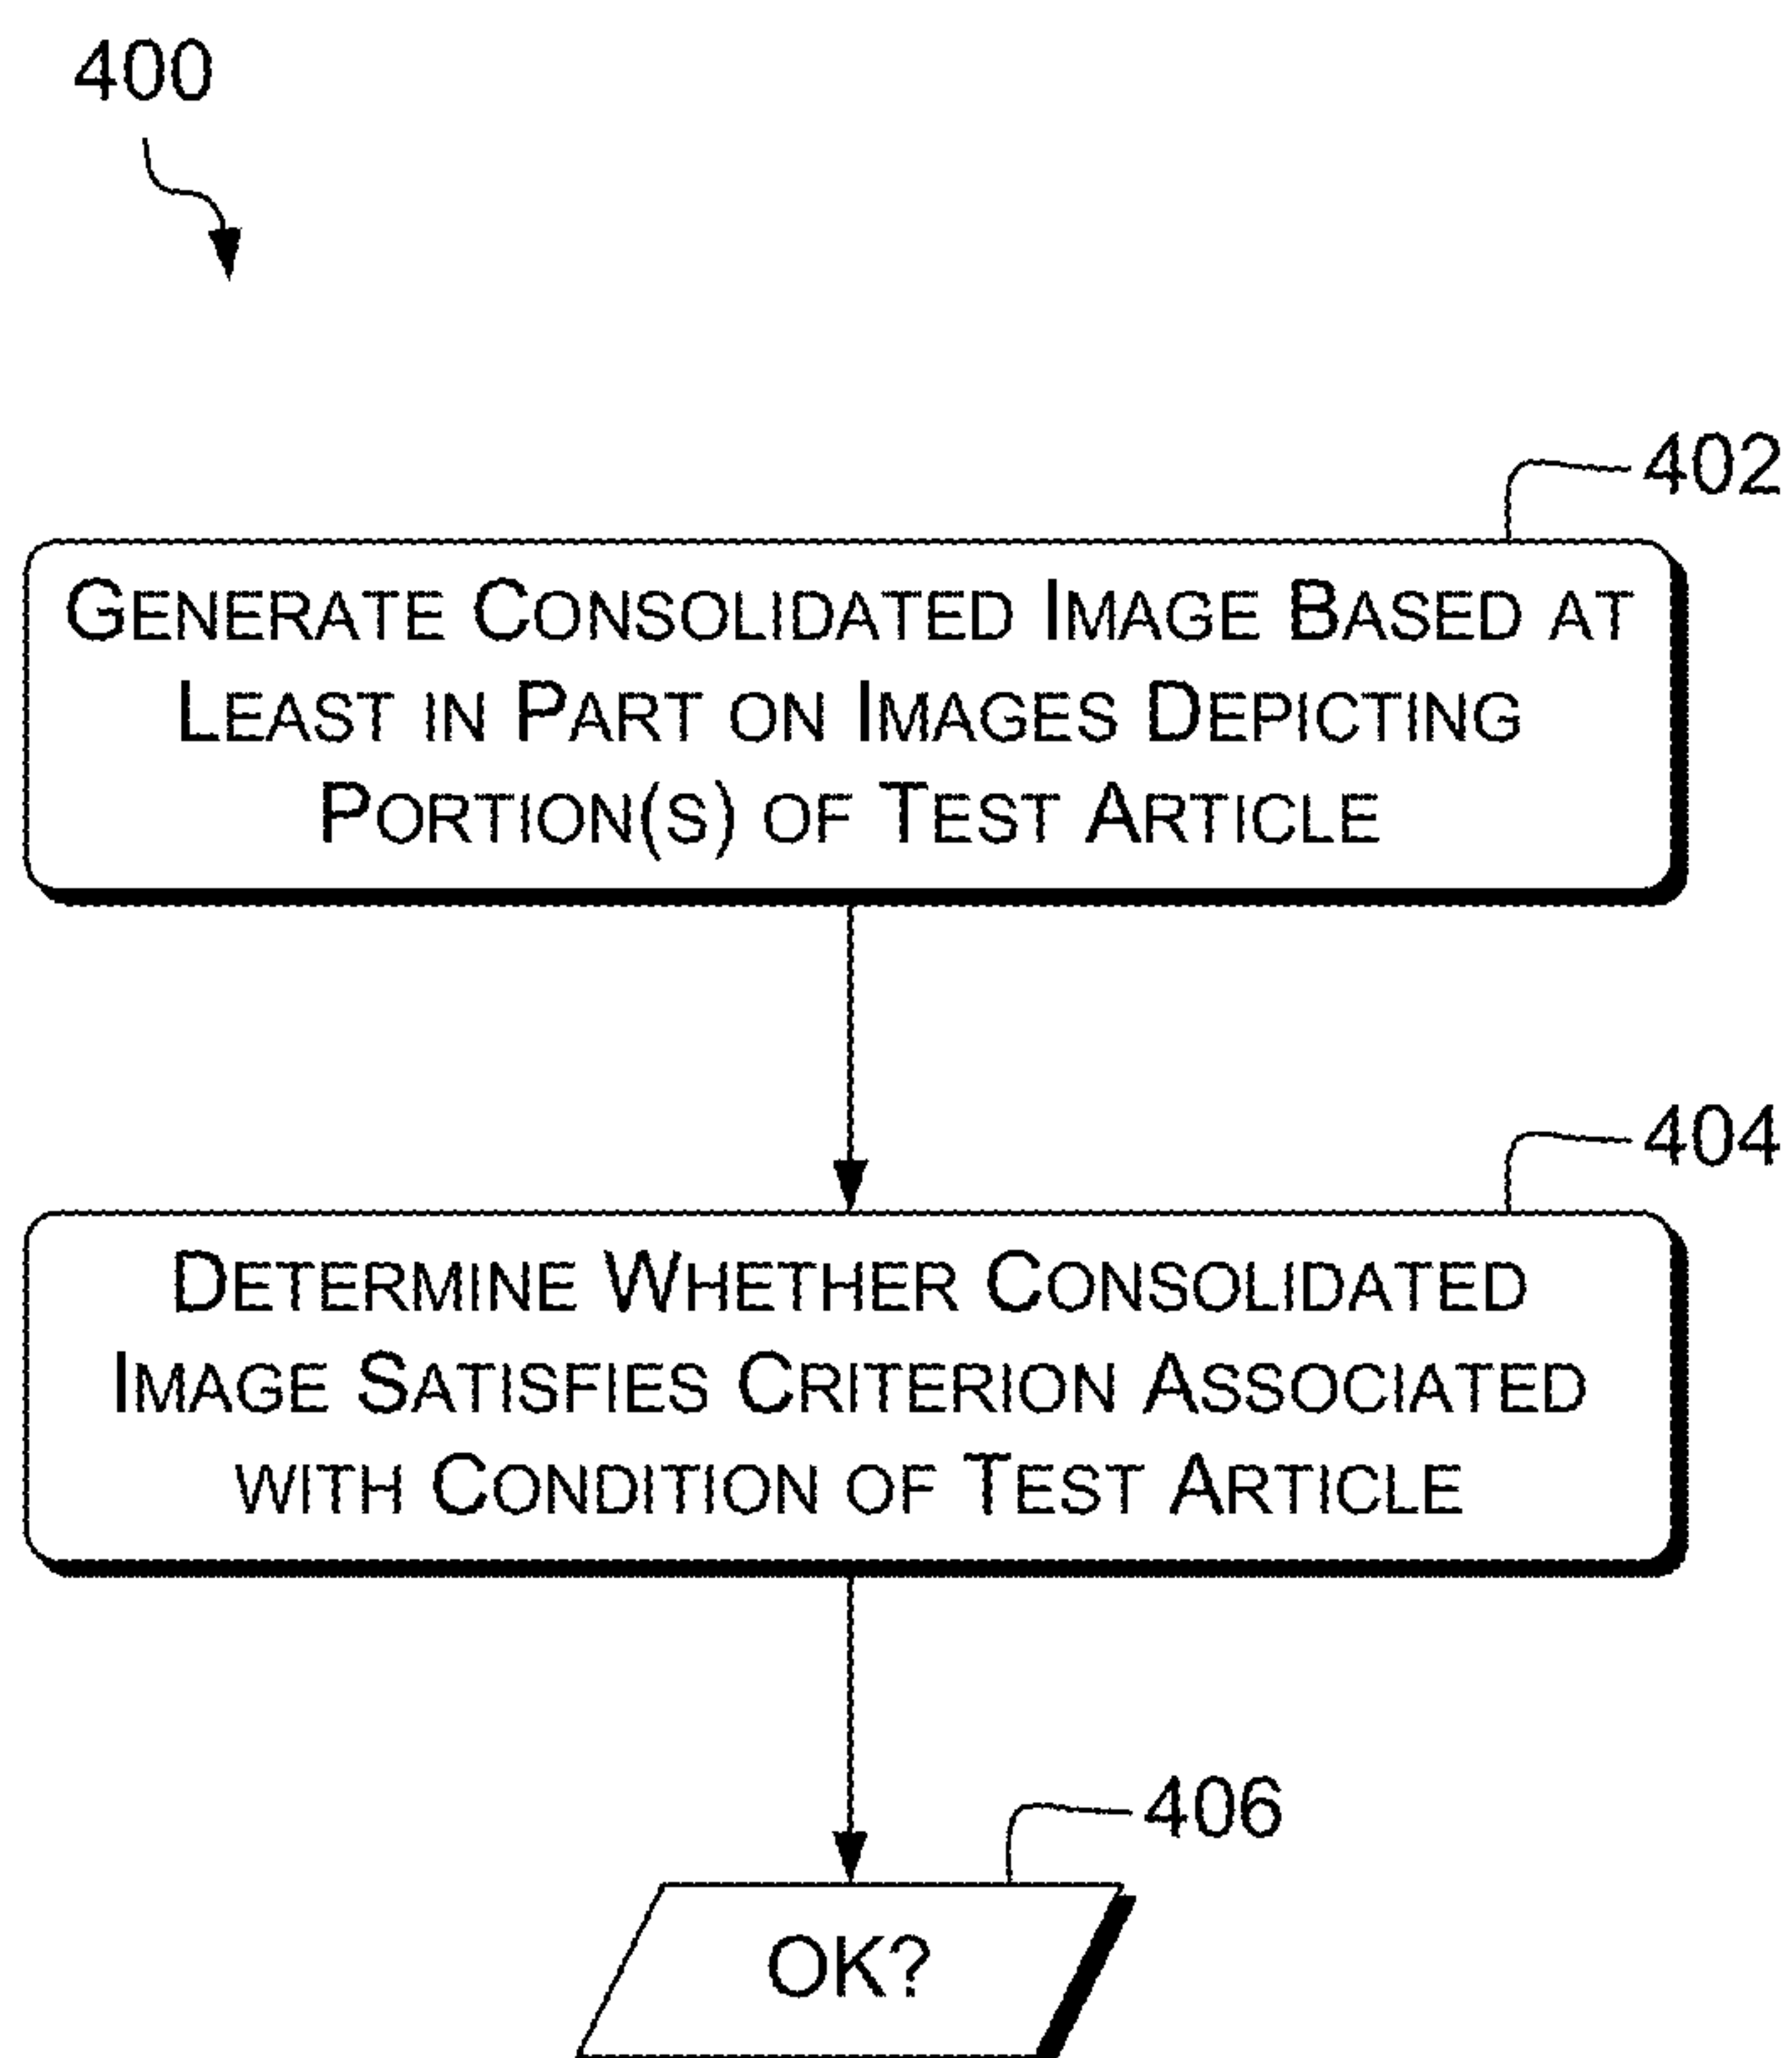 400
402
GENERATE CONSOLIDATED IMAGE BASED AT
LEAST IN PART ON IMAGES DEPICTING
PORTION(S) OF TEST ARTICLE
404
DETERMINE WHETHER CONSOLIDATED
IMAGE SATISFIES CRITERION ASSOCIATED
WITH CONDITION OF TEST ARTICLE
406
OK?